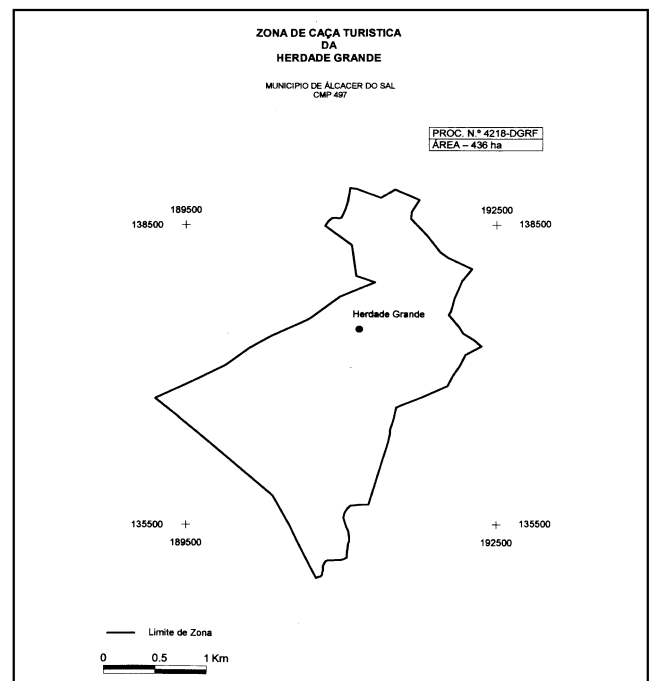 ZONA DE CAÇA TURISTICA
DA
HERDADE GRANDE
MUNICIPIO DE ÁLCACER DO SAL
CMP 497
PROC. N.º 4218-DGRF
ÁREA – 436 ha
189500
138500
192500
138500
Herdade Grande
135500
189500
135500
192500
Limite de Zona
0 0.5 1 Km